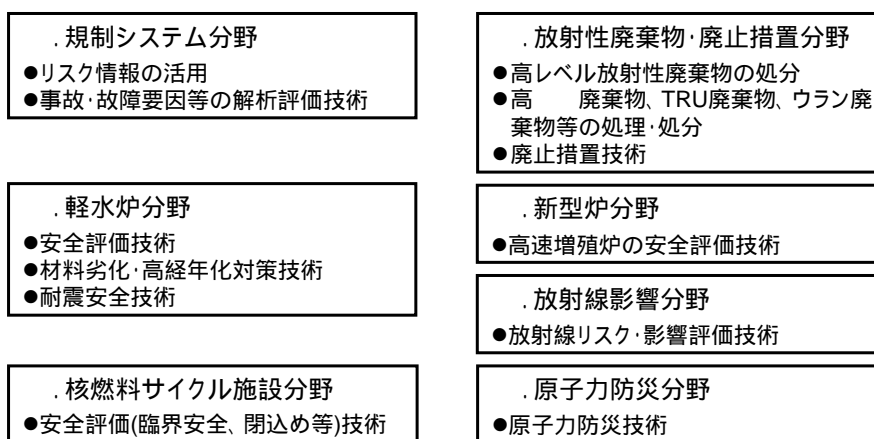 .規制システム分野
●リスク情報の活用
●事故･故障要因等の解析評価技術
.軽水炉分野
●安全評価技術
●材料劣化･高経年化対策技術
●耐震安全技術
.核燃料サイクル施設分野
●安全評価(臨界安全、閉込め等)技術
.放射性廃棄物･廃止措置分野
●高レベル放射性廃棄物の処分
●高 廃棄物、TRU廃棄物、ウラン廃
棄物等の処理･処分
●廃止措置技術
.新型炉分野
●高速増殖炉の安全評価技術
.放射線影響分野
●放射線リスク･影響評価技術
.原子力防災分野
●原子力防災技術